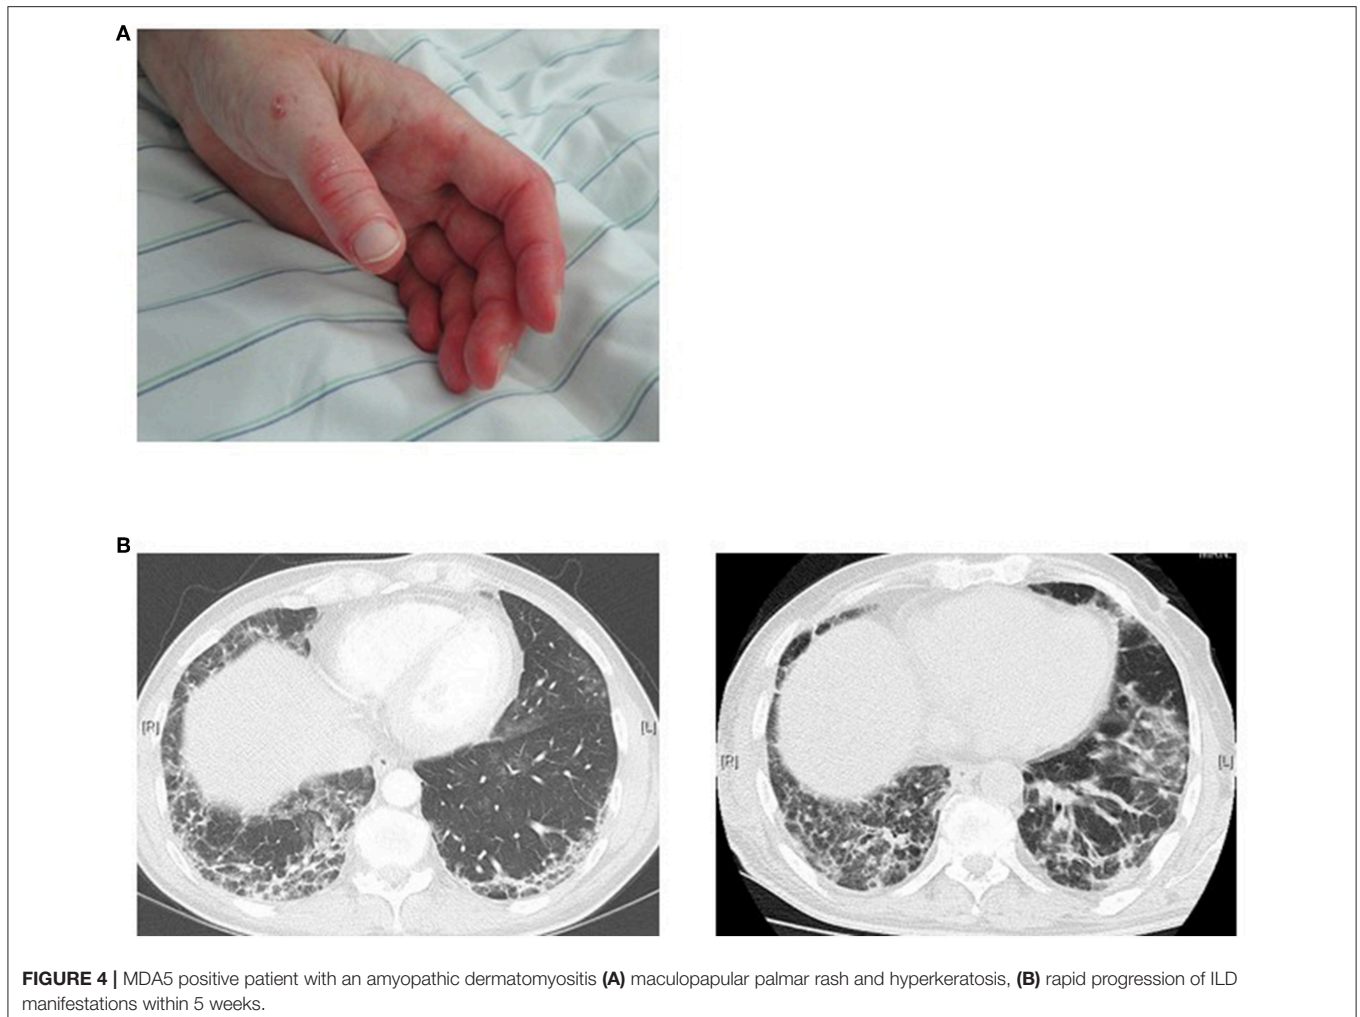 A
B
[R]
[L]
[R]
[L]
FIGURE 4 | MDA5 positive patient with an amyopathic dermatomyositis (A) maculopapular palmar rash and hyperkeratosis, (B) rapid progression of ILD
manifestations within 5 weeks.